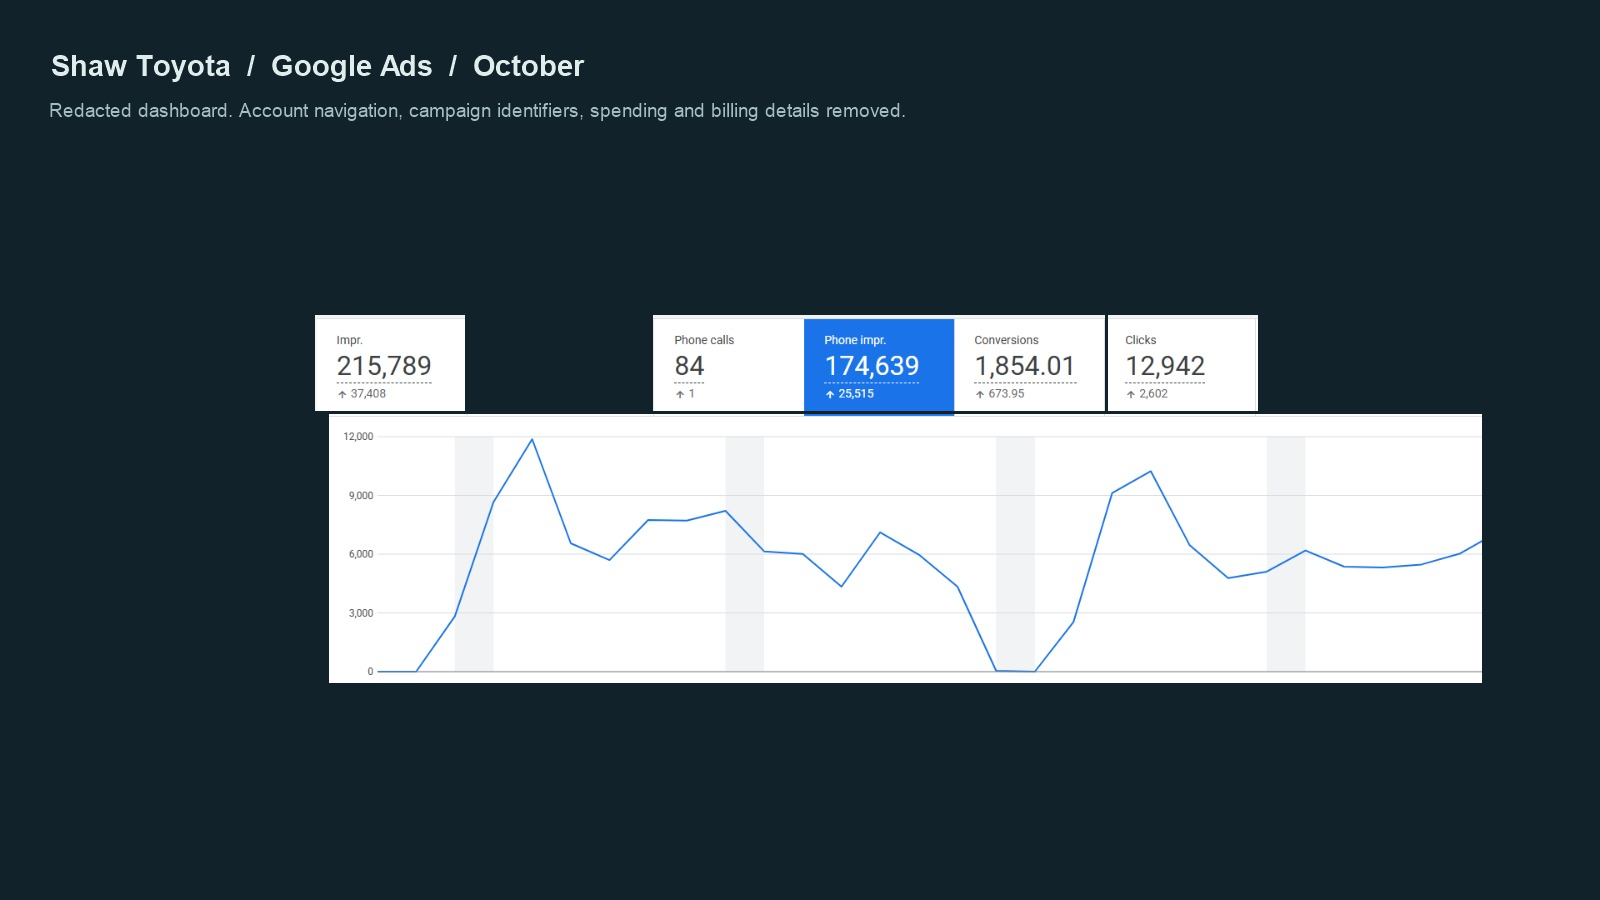 Shaw Toyota / Google Ads / October
Redacted dashboard. Account navigation, campaign identifiers, spending and billing details removed.
Impr.
215,789
↑ 37,408
Phone calls
84
↑ 1
Phone impr.
174,639
↑ 25,515
Conversions
1,854.01
↑ 673.95
Clicks
12,942
↑ 2,602
12,000
9,000
6,000
3,000
0